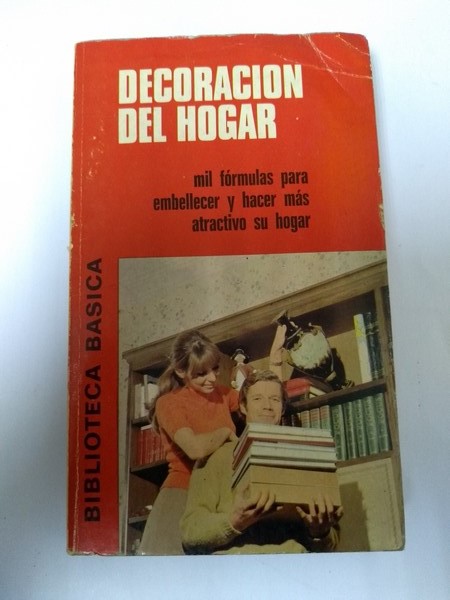 DECORACION
DEL HOGAR
mil fórmulas para
embellecer y hacer más
atractivo su hogar
BIBLIOTECA BASICA